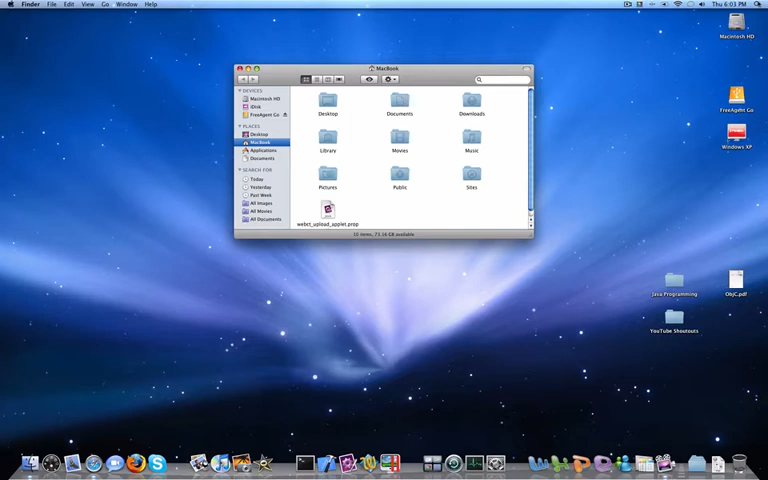 Finder File Edit View Go Window Help
Thu 6:03 PM
Macintosh HD
FreeAgent Go
Windows XP
Java Programming
ObjC.pdf
YouTube Shoutouts
MacBook
DEVICES
Macintosh HD
iDisk
FreeAgent Go
PLACES
Desktop
MacBook
Applications
Documents
SEARCH FOR
Today
Yesterday
Past Week
All Images
All Movies
All Documents
Desktop Documents Downloads
Library Movies Music
Pictures Public Sites
webct_upload_applet.prop
10 items, 73.16 GB available